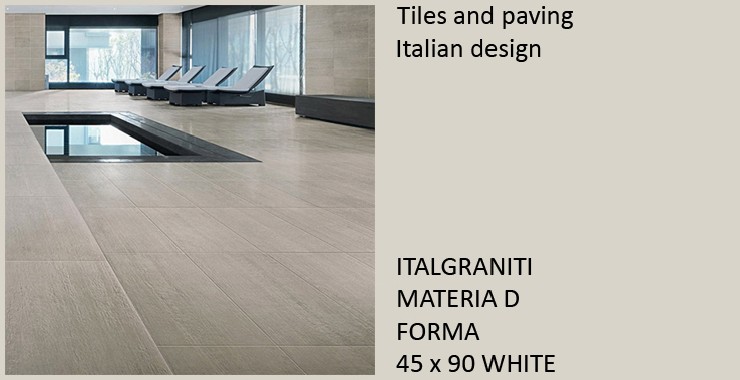 Tiles and paving
Italian design
ITALGRANITI
MATERIA D
FORMA
45 x 90 WHITE